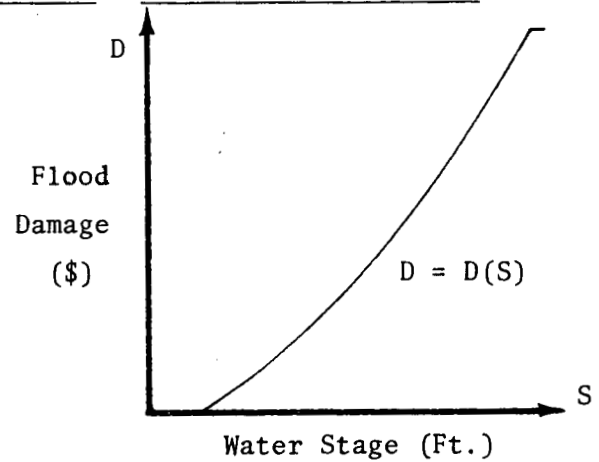 D
Flood
Damage
($)
D = D(S)
S
Water Stage (Ft.)